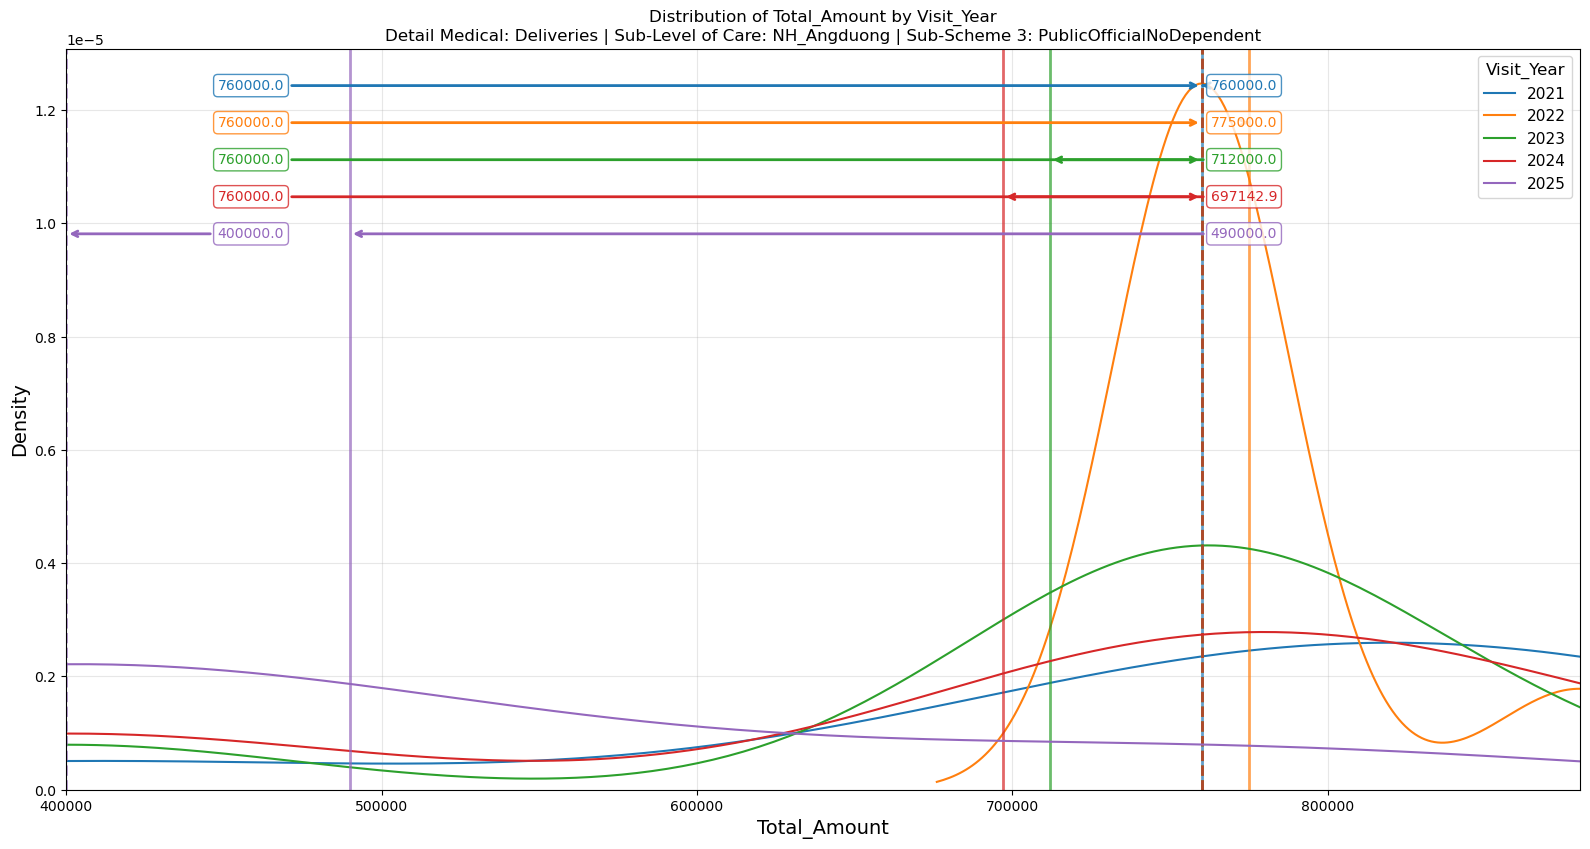 Distribution of Total_Amount by Visit_Year
Detail Medical: Deliveries | Sub-Level of Care: NH_Angduong | Sub-Scheme 3: PublicOfficialNoDependent
1e−5
Visit_Year
2021
2022
2023
2024
2025
760000.0 760000.0
760000.0 775000.0
760000.0 712000.0
760000.0 697142.9
400000.0 490000.0
1.2
1.0
0.8
0.6
0.4
0.2
0.0
Density
400000 500000 600000 700000 800000
Total_Amount